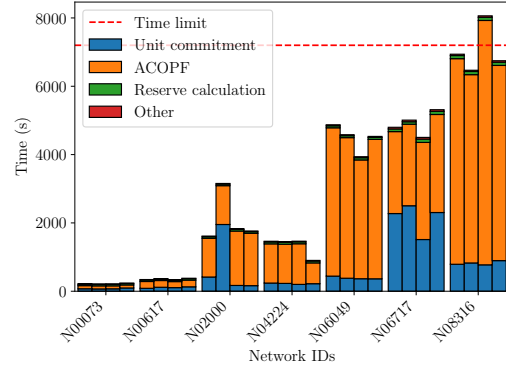 8000
6000
4000
2000
0
Time (s)
Time limit
Unit commitment
ACOPF
Reserve calculation
Other
N00073
N00617
N02000
N04224
N06049
N06717
N08316
Network IDs